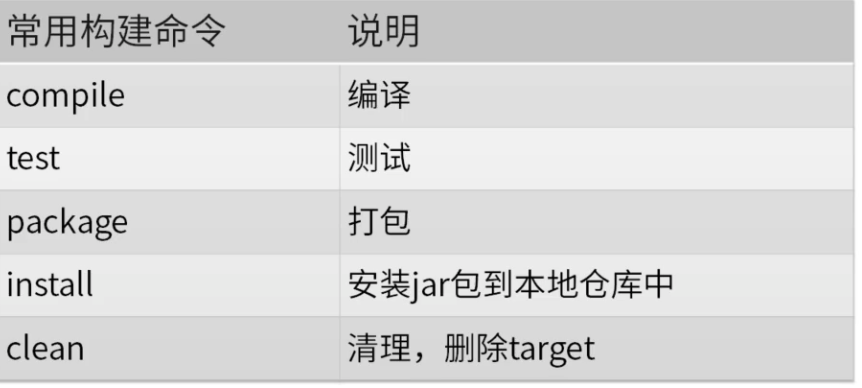 常用构建命令 说明
compile 编译
test 测试
package 打包
install 安装jar包到本地仓库中
clean 清理，删除target